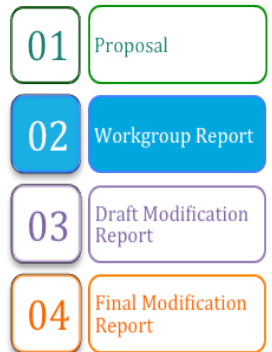 01 Proposal
02 Workgroup Report
03 Draft Modification
Report
04 Final Modification
Report